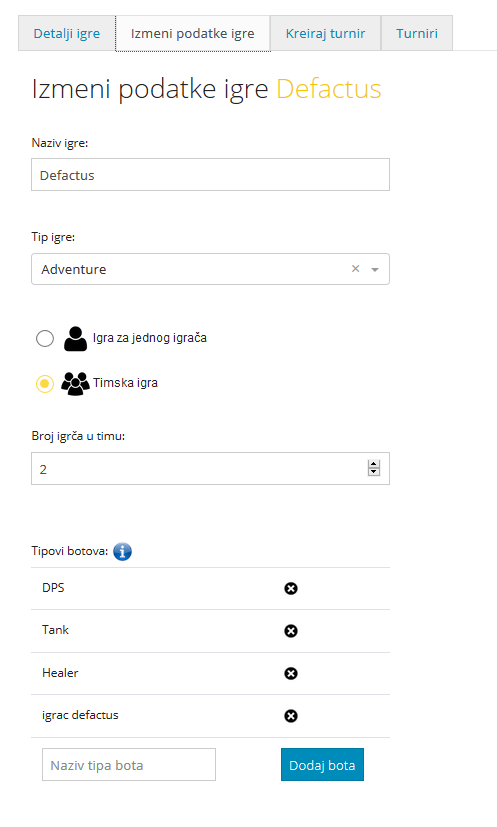 Detalji igre Izmeni podatke igre Kreiraj turnir Turniri
Izmeni podatke igre Defactus
Naziv igre:
Defactus
Tip igre:
Adventure ×
Igra za jednog igrača
Timska igra
Broj igrča u timu:
2
Tipovi botova:
DPS
Tank
Healer
igrac defactus
Naziv tipa bota Dodaj bota